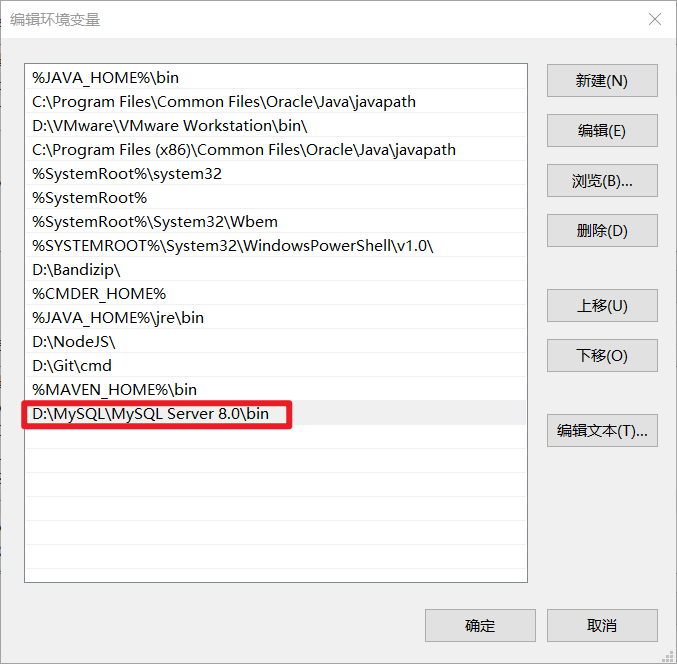 编辑环境变量
%JAVA_HOME%\bin
C:\Program Files\Common Files\Oracle\Java\javapath
D:\VMware\VMware Workstation\bin\
C:\Program Files (x86)\Common Files\Oracle\Java\javapath
%SystemRoot%\system32
%SystemRoot%
%SystemRoot%\System32\Wbem
%SYSTEMROOT%\System32\WindowsPowerShell\v1.0\
D:\Bandizip\
%CMDER_HOME%
%JAVA_HOME%\jre\bin
D:\NodeJS\
D:\Git\cmd
%MAVEN_HOME%\bin
D:\MySQL\MySQL Server 8.0\bin
新建(N)
编辑(E)
浏览(B)...
删除(D)
上移(U)
下移(O)
编辑文本(T)...
确定
取消